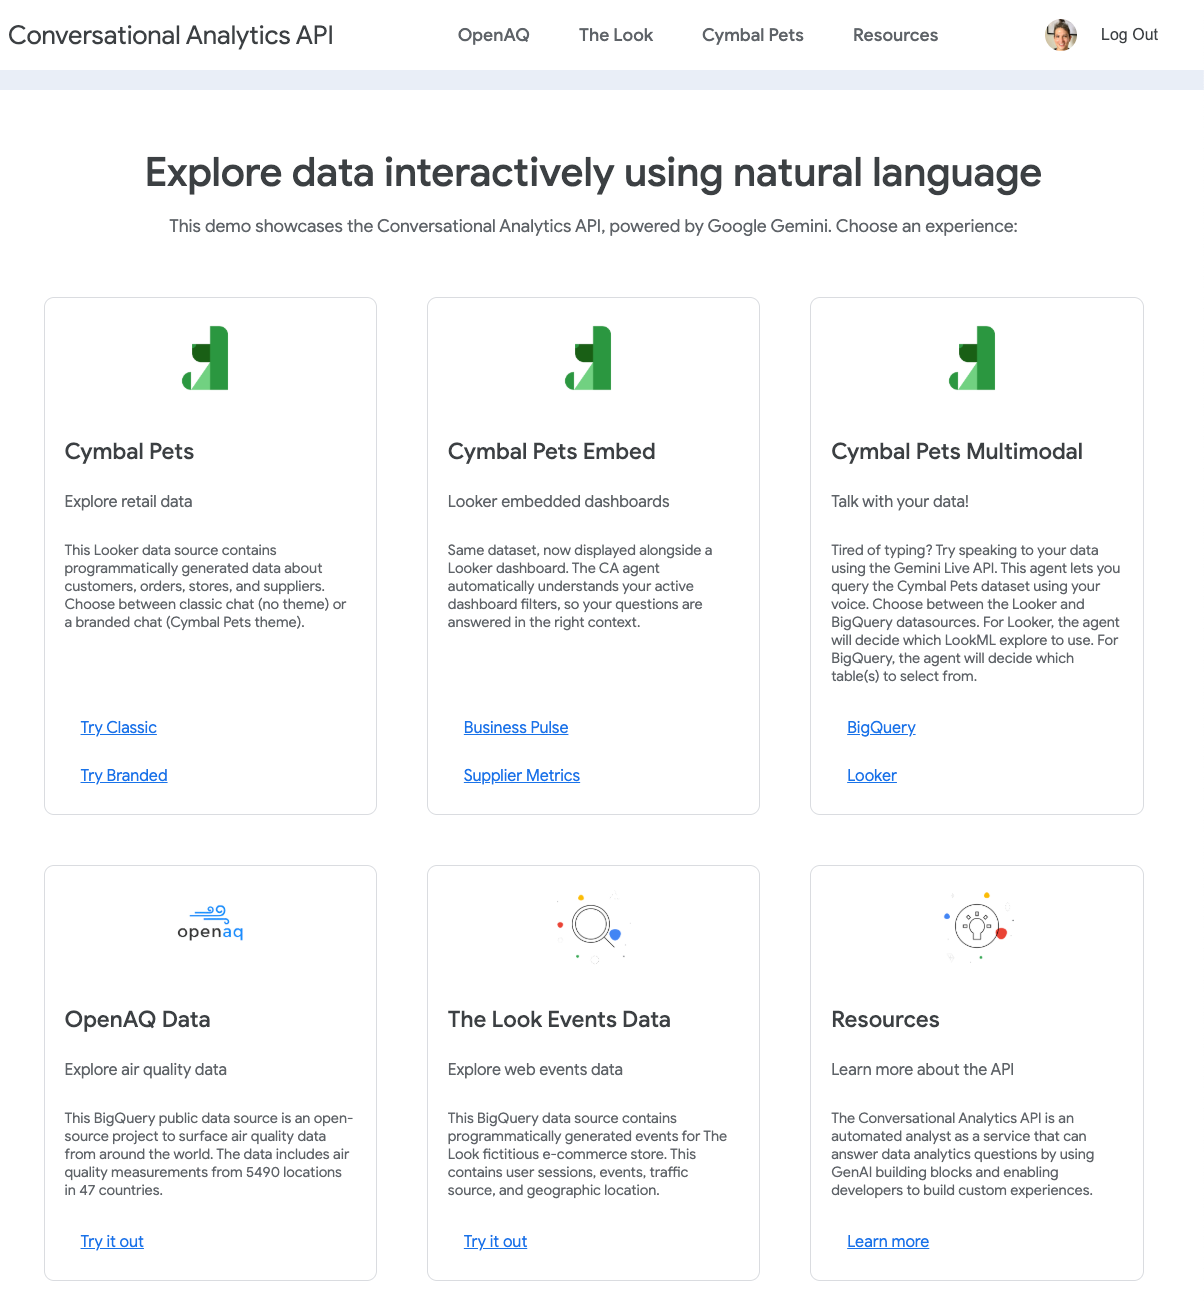 Conversational Analytics API
OpenAQ
The Look
Cymbal Pets
Resources
Log Out
Explore data interactively using natural language
This demo showcases the Conversational Analytics API, powered by Google Gemini. Choose an experience:
Cymbal Pets
Explore retail data
This Looker data source contains
programmatically generated data about
customers, orders, stores, and suppliers.
Choose between classic chat (no theme) or
a branded chat (Cymbal Pets theme).
Try Classic
Try Branded
Cymbal Pets Embed
Looker embedded dashboards
Same dataset, now displayed alongside a
Looker dashboard. The CA agent
automatically understands your active
dashboard filters, so your questions are
answered in the right context.
Business Pulse
Supplier Metrics
Cymbal Pets Multimodal
Talk with your data!
Tired of typing? Try speaking to your data
using the Gemini Live API. This agent lets you
query the Cymbal Pets dataset using your
voice. Choose between the Looker and
BigQuery datasources. For Looker, the agent
will decide which LookML explore to use. For
BigQuery, the agent will decide which
table(s) to select from.
BigQuery
Looker
openaq
OpenAQ Data
Explore air quality data
This BigQuery public data source is an open-
source project to surface air quality data
from around the world. The data includes air
quality measurements from 5490 locations
in 47 countries.
Try it out
The Look Events Data
Explore web events data
This BigQuery data source contains
programmatically generated events for The
Look fictitious e-commerce store. This
contains user sessions, events, traffic
source, and geographic location.
Try it out
Resources
Learn more about the API
The Conversational Analytics API is an
automated analyst as a service that can
answer data analytics questions by using
GenAI building blocks and enabling
developers to build custom experiences.
Learn more